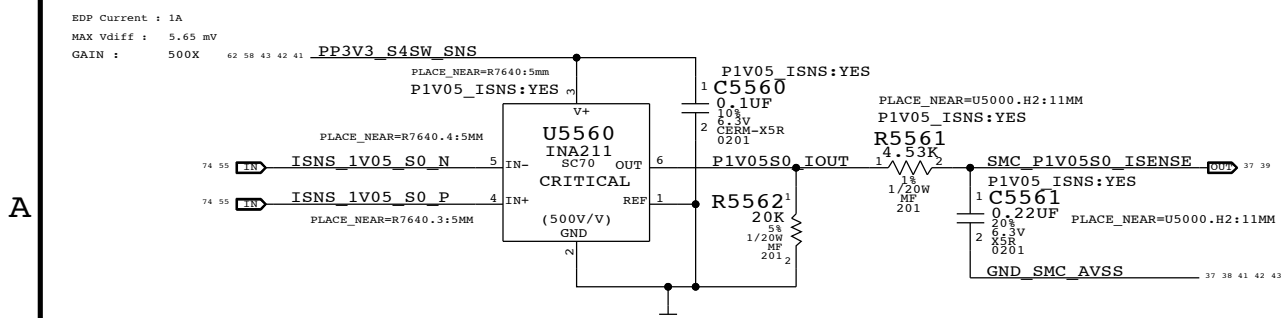 EDP Current : 1A
MAX Vdiff : 5.65 mV
GAIN : 500X
62 58 43 42 41 PP3V3_S4SW_SNS
PLACE_NEAR=R7640:5mm
P1V05_ISNS:YES
3
V+
U5560
INA211
SC70
CRITICAL
(500V/V)
GND
2
PLACE_NEAR=R7640.4:5MM
74 55 IN ISNS_1V05_S0_N 5 IN-
74 55 IN ISNS_1V05_S0_P 4 IN+
PLACE_NEAR=R7640.3:5MM
OUT 6 P1V05S0_IOUT
REF 1
P1V05_ISNS:YES
1 C5560
0.1UF
10%
6.3V
2 CERM-X5R
0201
R5562 1
20K
5%
1/20W
MF
201 2
PLACE_NEAR=U5000.H2:11MM
P1V05_ISNS:YES
R5561
1 4.53K 2
1%
1/20W
MF
201
SMC_P1V05S0_ISENSE OUT 37 39
P1V05_ISNS:YES
1 C5561
0.22UF
20%
6.3V
2 X5R
0201
PLACE_NEAR=U5000.H2:11MM
GND_SMC_AVSS 37 38 41 42 43
A